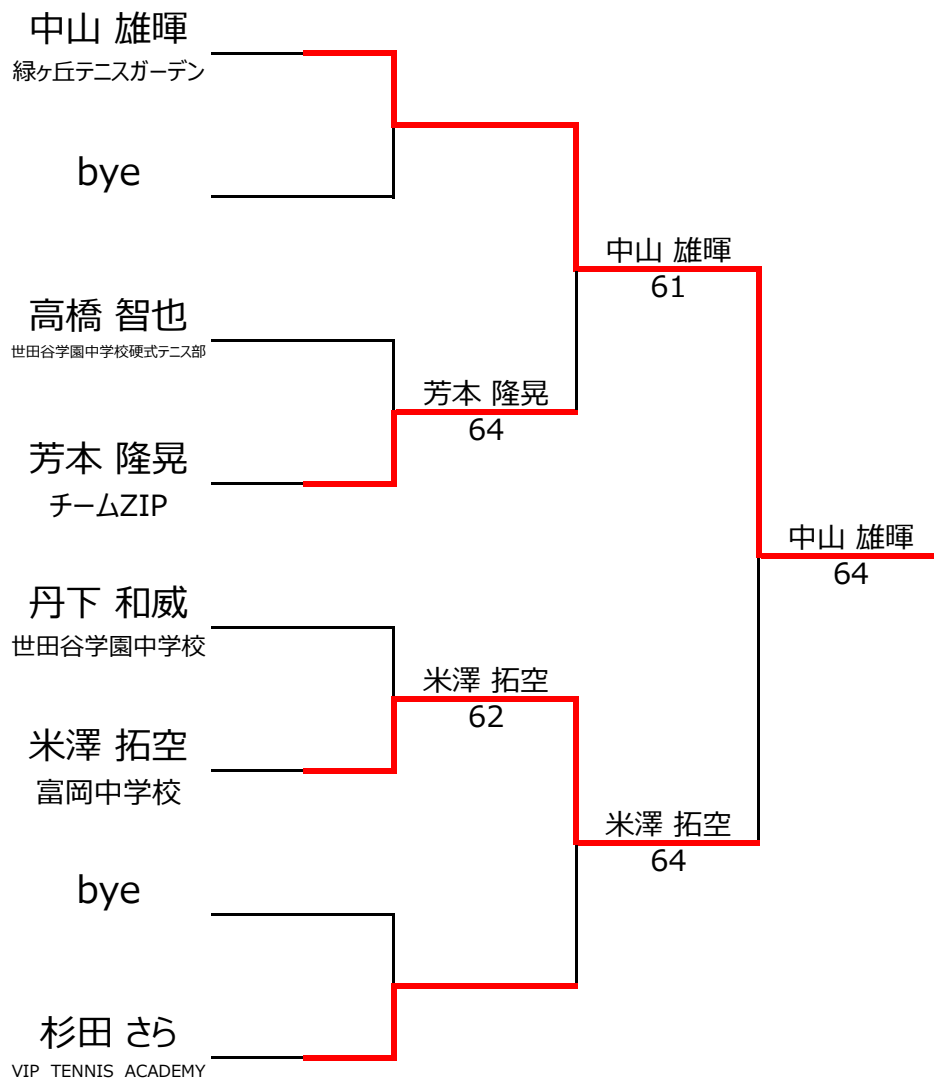 中山 雄暉
緑ヶ丘テニスガーデン
bye
高橋 智也
世田谷学園中学校硬式テニス部
芳本 隆晃
チームZIP
丹下 和威
世田谷学園中学校
米澤 拓空
富岡中学校
bye
杉田 さら
VIP TENNIS ACADEMY
芳本 隆晃
64
米澤 拓空
62
中山 雄暉
61
米澤 拓空
64
中山 雄暉
64